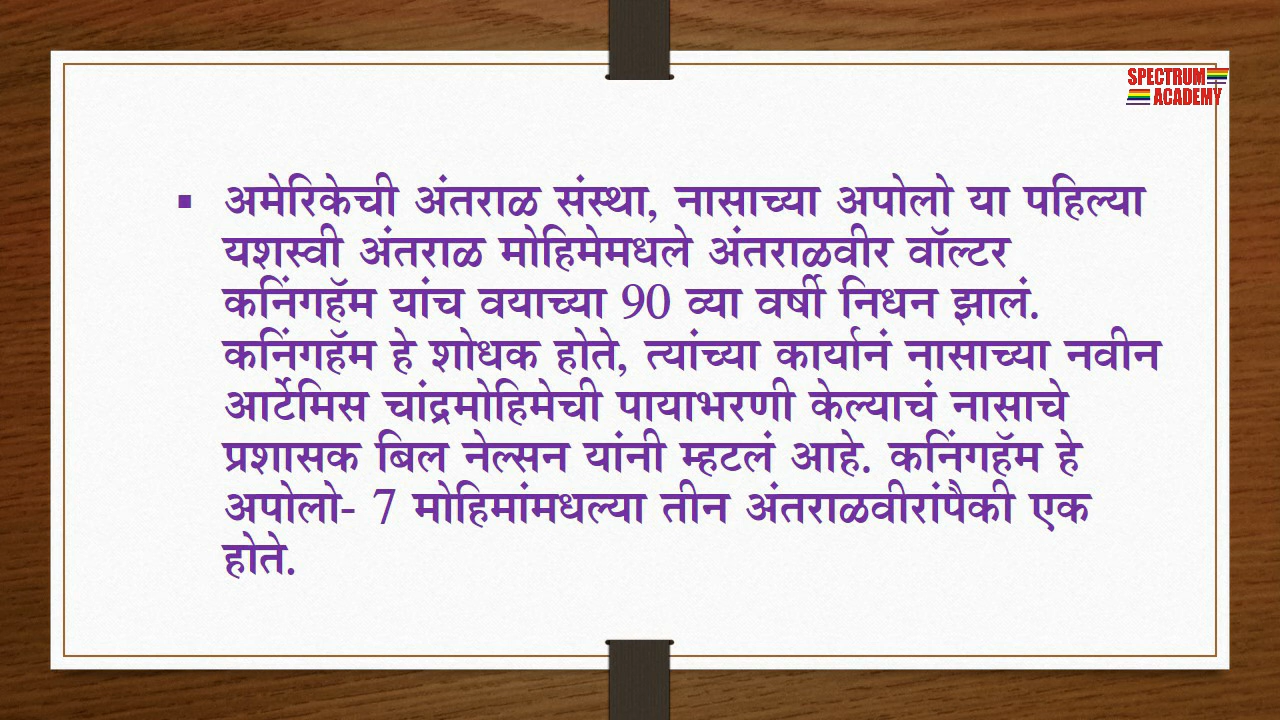 SPECTRUM
ACADEMY
▪ अमेरिकेची अंतराळ संस्था, नासाच्या अपोलो या पहिल्या
यशस्वी अंतराळ मोहिमेमधले अंतराळवीर वॉल्टर
कनिंगहॅम यांच वयाच्या 90 व्या वर्षी निधन झालं.
कनिंगहॅम हे शोधक होते, त्यांच्या कार्यानं नासाच्या नवीन
आर्टेमिस चांद्रमोहिमेची पायाभरणी केल्याचं नासाचे
प्रशासक बिल नेल्सन यांनी म्हटलं आहे. कनिंगहॅम हे
अपोलो- 7 मोहिमांमधल्या तीन अंतराळवीरांपैकी एक
होते.